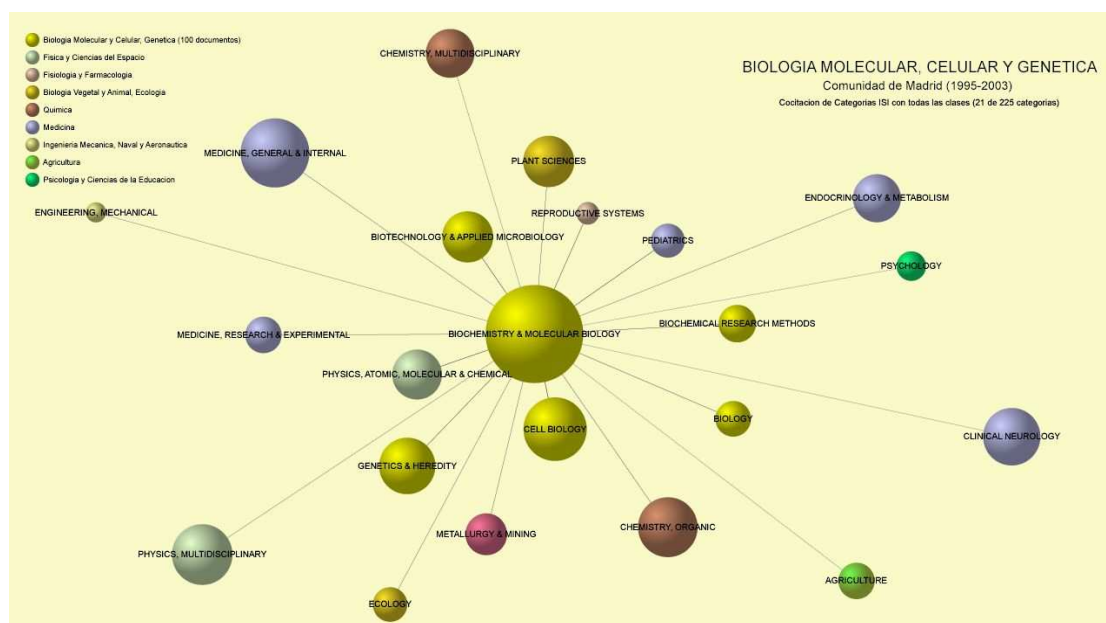 Biologia Molecular y Celular, Genetica (100 documentos)
Fisica y Ciencias del Espacio
Fisiologia y Farmacologia
Biologia Vegetal y Animal, Ecologia
Quimica
Medicina
Ingenieria Mecanica, Naval y Aeronautica
Agricultura
Psicologia y Ciencias de la Educacion
BIOLOGIA MOLECULAR, CELULAR Y GENETICA
Comunidad de Madrid (1995-2003)
Cocitacion de Categorias ISI con todas las clases (21 de 225 categorias)
CHEMISTRY, MULTIDISCIPLINARY
MEDICINE, GENERAL & INTERNAL
PLANT SCIENCES
ENDOCRINOLOGY & METABOLISM
ENGINEERING, MECHANICAL
REPRODUCTIVE SYSTEMS
BIOTECHNOLOGY & APPLIED MICROBIOLOGY
PEDIATRICS
PSYCHOLOGY
BIOCHEMICAL RESEARCH METHODS
MEDICINE, RESEARCH & EXPERIMENTAL
BIOCHEMISTRY & MOLECULAR BIOLOGY
PHYSICS, ATOMIC, MOLECULAR & CHEMICAL
BIOLOGY
CELL BIOLOGY
CLINICAL NEUROLOGY
GENETICS & HEREDITY
CHEMISTRY, ORGANIC
METALLURGY & MINING
PHYSICS, MULTIDISCIPLINARY
AGRICULTURE
ECOLOGY